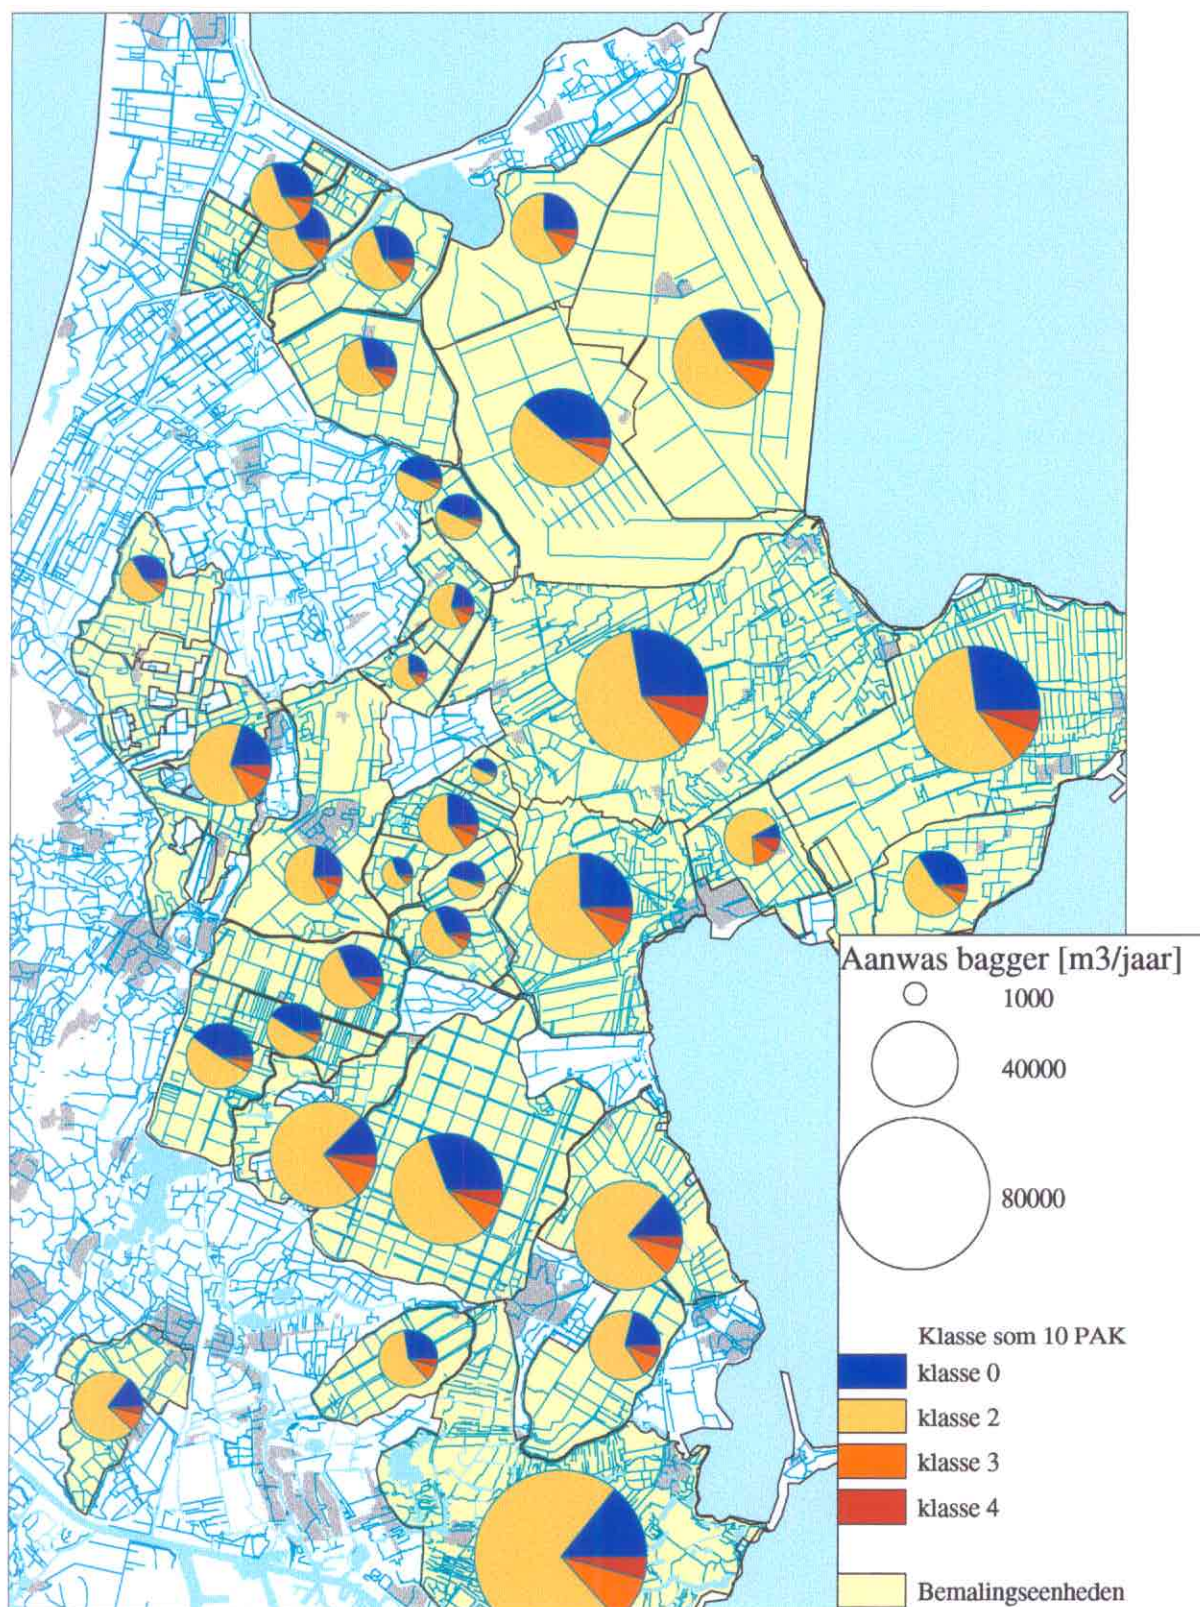 Aanwas bagger [m3/jaar]
1000
40000
80000
Klasse som 10 PAK
klasse 0
klasse 2
klasse 3
klasse 4
Bemalingseenheden